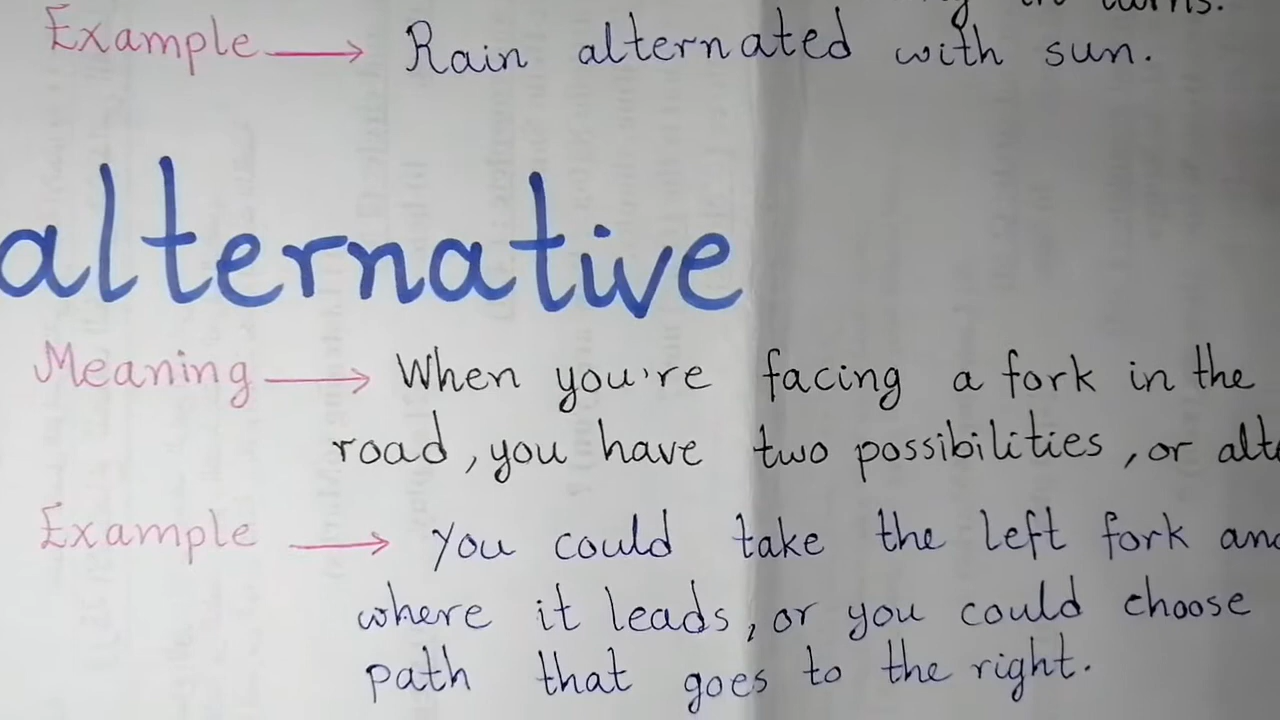 in turns.
Example → Rain alternated with sun.
alternative
Meaning → When you're facing a fork in the
road, you have two possibilities, or
Example → You could take the left fork
where it leads, or you could choose
path that goes to the right.